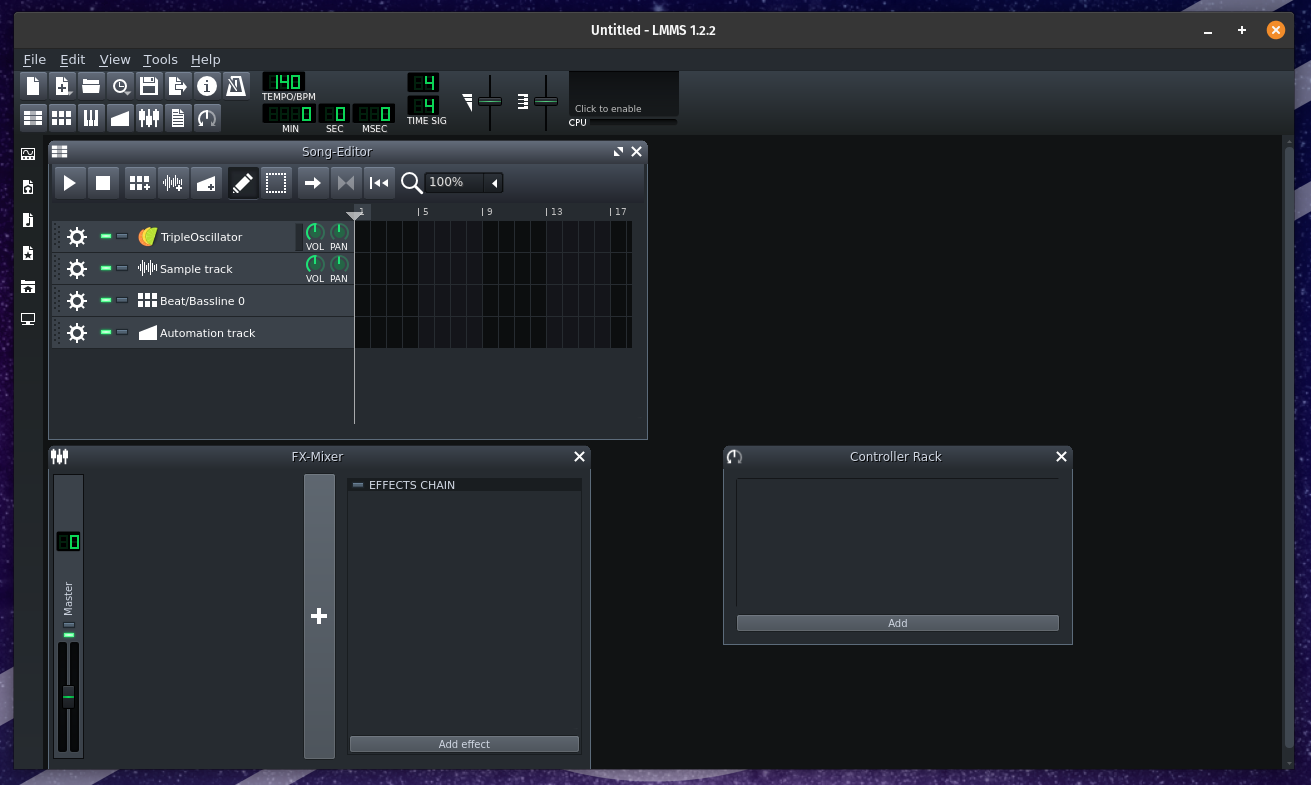 Untitled - LMMS 1.2.2
File Edit View Tools Help
140
TEMPO/BPM
0 0 0
MIN SEC MSEC
4
4
TIME SIG
Click to enable
CPU
Song-Editor
100%
1 5 9 13 17
TripleOscillator VOL PAN
Sample track VOL PAN
Beat/Bassline 0
Automation track
FX-Mixer
EFFECTS CHAIN
0
Master
Add effect
Controller Rack
Add